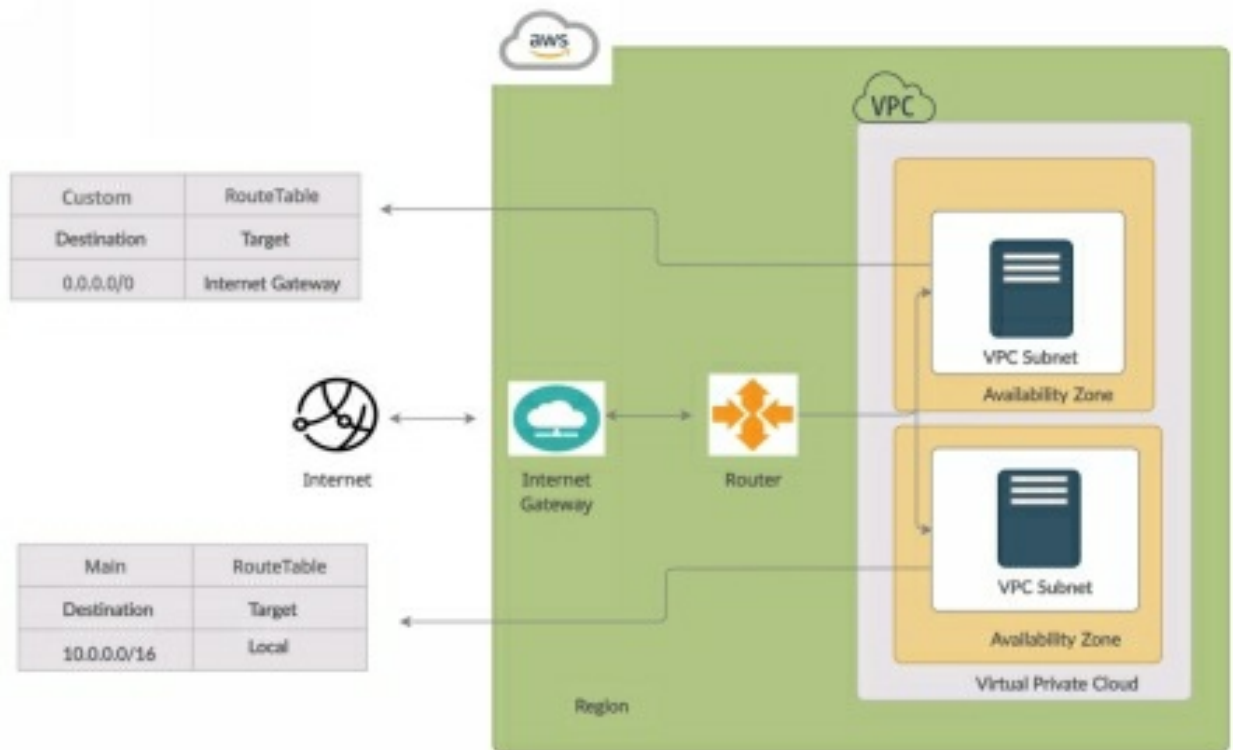 aws
VPC
Custom RouteTable
Destination Target
0.0.0.0/0 Internet Gateway
VPC Subnet
Availability Zone
Internet
Internet
Gateway
Router
Main RouteTable
Destination Target
10.0.0.0/16 Local
VPC Subnet
Availability Zone
Virtual Private Cloud
Region